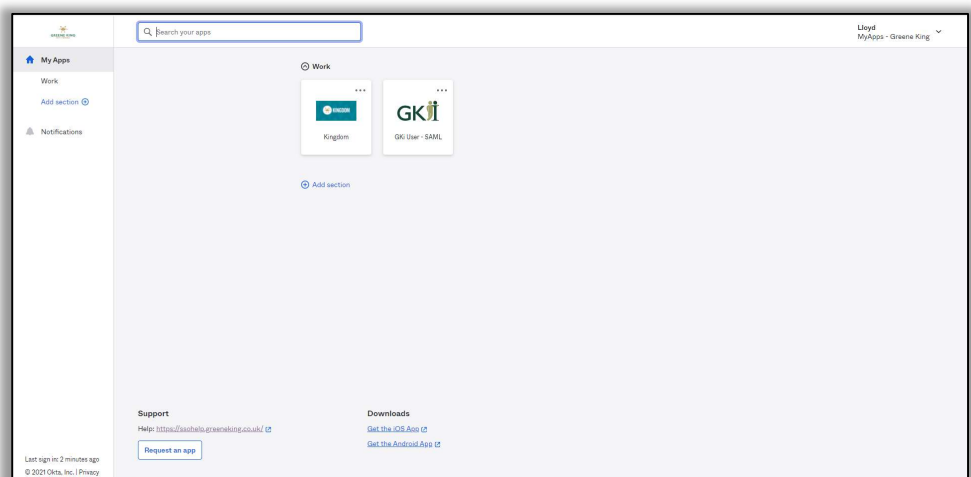 GREENE KING
Search your apps
Lloyd
MyApps - Greene King
My Apps
Work
Add section
Notifications
Work
KINGDOM
GKi
Kingdom
GKi User - SAML
Add section
Support
Help: https://ssohelp.greeneking.co.uk/
Request an app
Downloads
Get the iOS App
Get the Android App
Last sign in: 2 minutes ago
© 2021 Okta, Inc. | Privacy